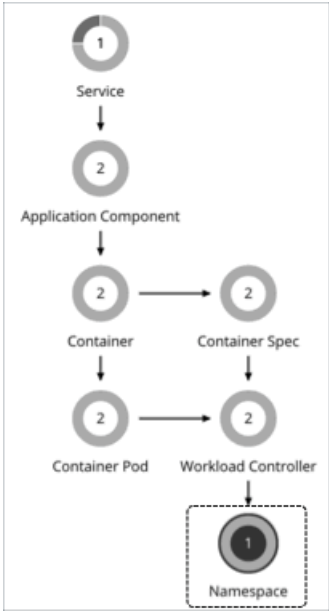 1
Service
2
Application Component
2 2
Container Container Spec
2 2
Container Pod Workload Controller
1
Namespace